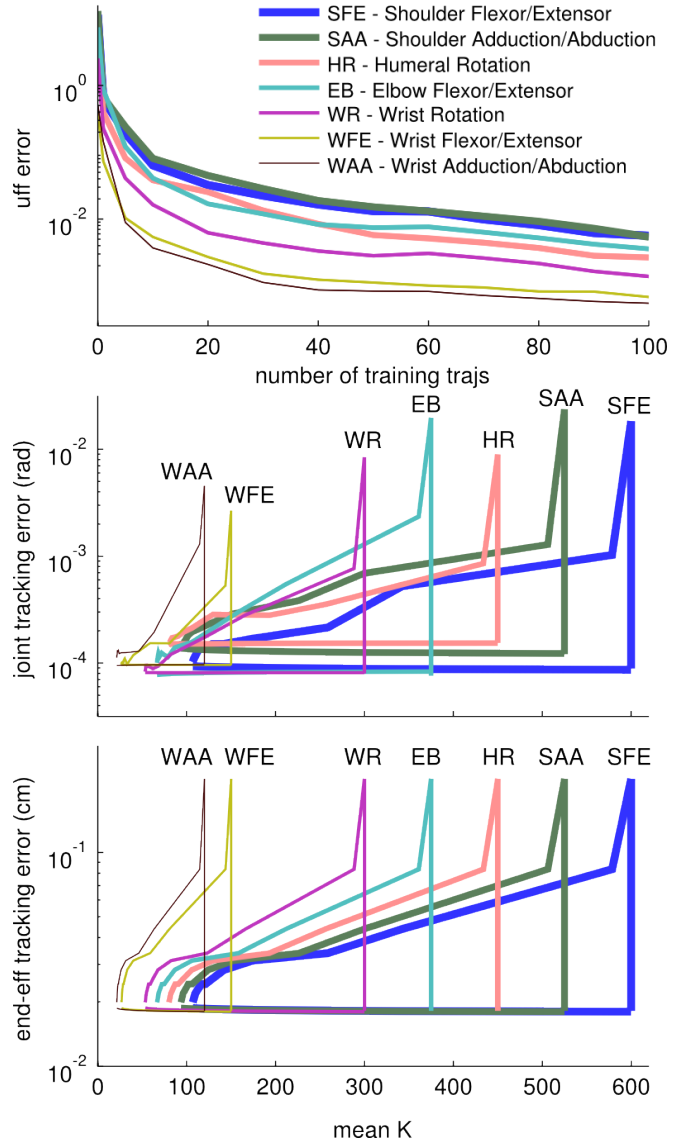 SFE - Shoulder Flexor/Extensor
SAA - Shoulder Adduction/Abduction
HR - Humeral Rotation
EB - Elbow Flexor/Extensor
WR - Wrist Rotation
WFE - Wrist Flexor/Extensor
WAA - Wrist Adduction/Abduction
uff error
10^0
10^-2
0 20 40 60 80 100
number of training trajs
joint tracking error (rad)
10^-2
10^-3
10^-4
WAA WFE WR EB HR SAA SFE
end-eff tracking error (cm)
10^-1
10^-2
WAA WFE WR EB HR SAA SFE
0 100 200 300 400 500 600
mean K